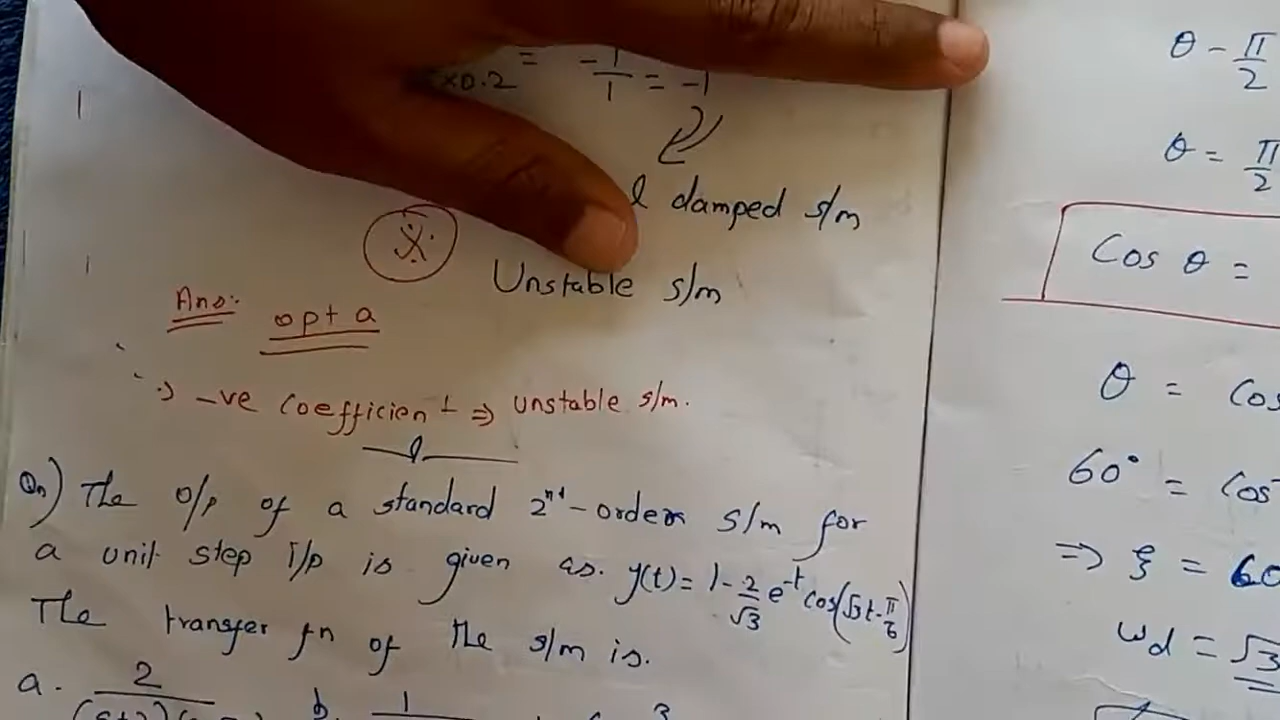 ×0.2 = -1/1 = -1
damped s/m
Unstable s/m
Ans:- opt a
:) -ve coefficient ⇒ unstable s/m.
Qn) The o/p of a standard 2nd-order s/m for
a unit step i/p is given as. y(t)= 1- 2/√3 e^-t cos(√3t - π/6)
The transfer fn of the s/m is.
a. 2
b. 1
θ - π/2
θ = π/2
Cos θ =
θ = Cos
60° = Cos
⇒ ξ = 60
ωd = √3